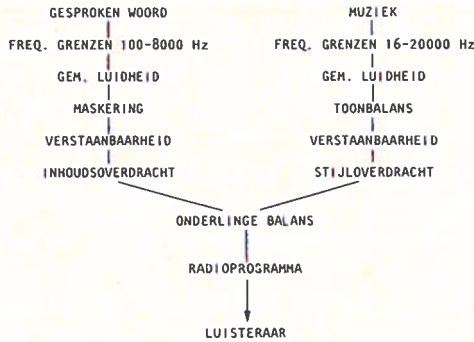 GESPROKEN WOORD MUZIEK
FREQ. GRENZEN 100-8000 Hz FREQ. GRENZEN 16-20000 Hz
GEM. LUIDHEID GEM. LUIDHEID
MASKERING TOONBALANS
VERSTAANBAARHEID VERSTAANBAARHEID
INHOUDSOVERDRACHT STIJLOVERDRACHT
ONDERLINGE BALANS
RADIOPROGRAMMA
LUISTERAAR